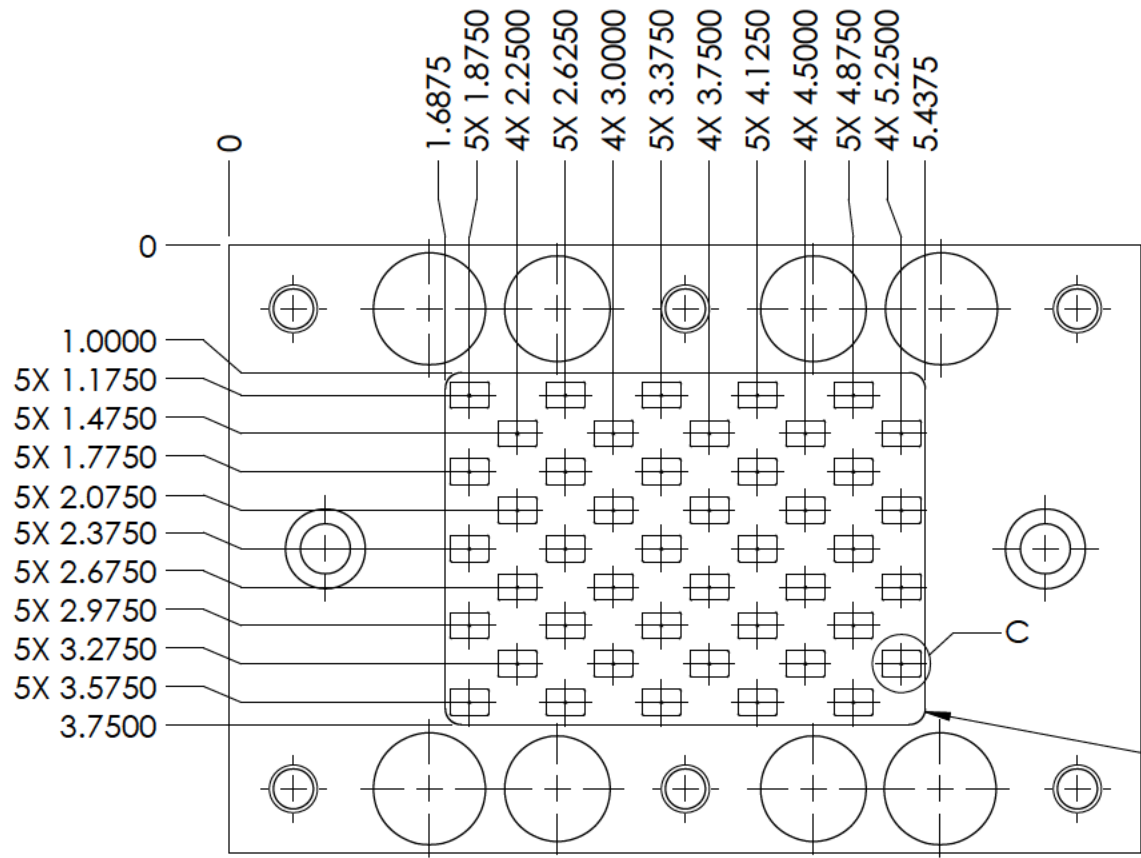 0
1.6875
5X 1.8750
4X 2.2500
5X 2.6250
4X 3.0000
5X 3.3750
4X 3.7500
5X 4.1250
4X 4.5000
5X 4.8750
4X 5.2500
5.4375
0
1.0000
5X 1.1750
5X 1.4750
5X 1.7750
5X 2.0750
5X 2.3750
5X 2.6750
5X 2.9750
5X 3.2750
5X 3.5750
3.7500
C